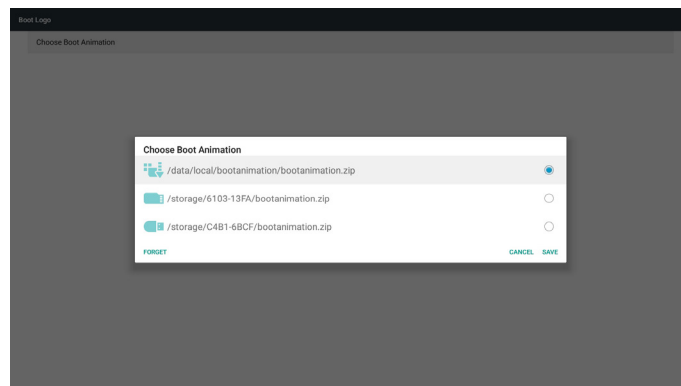 Boot Logo
Choose Boot Animation
Choose Boot Animation
/data/local/bootanimation/bootanimation.zip
/storage/6103-13FA/bootanimation.zip
/storage/C4B1-6BCF/bootanimation.zip
FORGET CANCEL SAVE